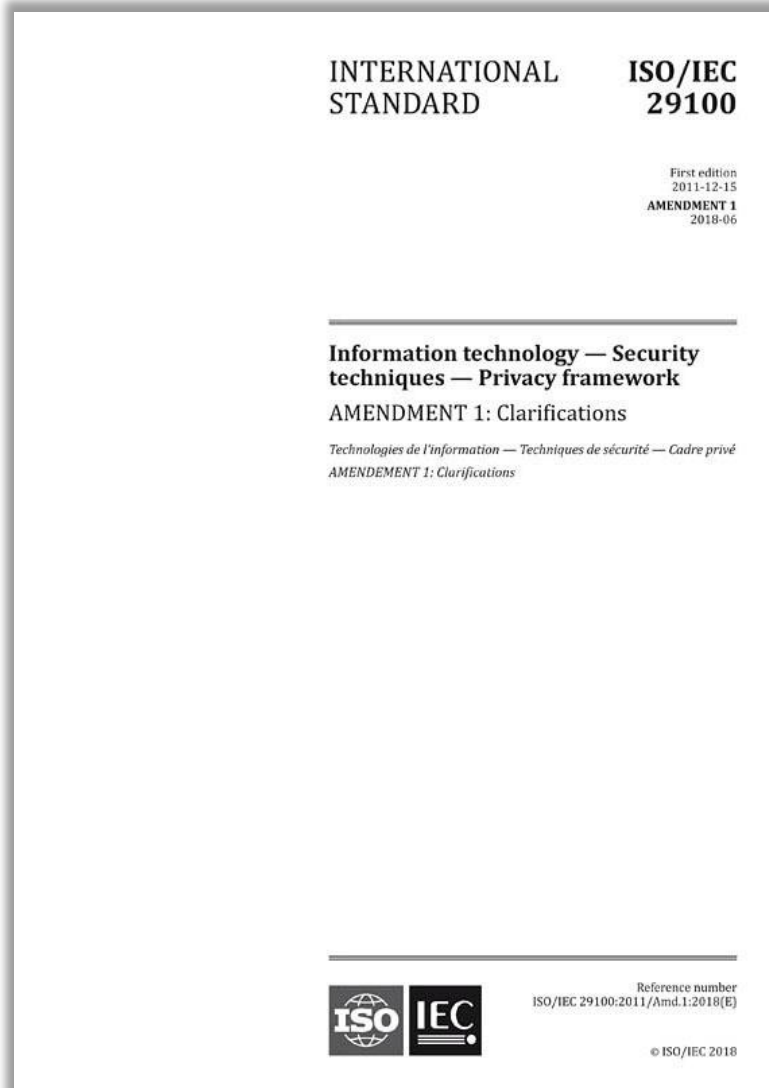 INTERNATIONAL
STANDARD
ISO/IEC
29100
First edition
2011-12-15
AMENDMENT 1
2018-06
Information technology — Security
techniques — Privacy framework
AMENDMENT 1: Clarifications
Technologies de l'information — Techniques de sécurité — Cadre privé
AMENDEMENT 1: Clarifications
ISO
IEC
Reference number
ISO/IEC 29100:2011/Amd.1:2018(E)
© ISO/IEC 2018